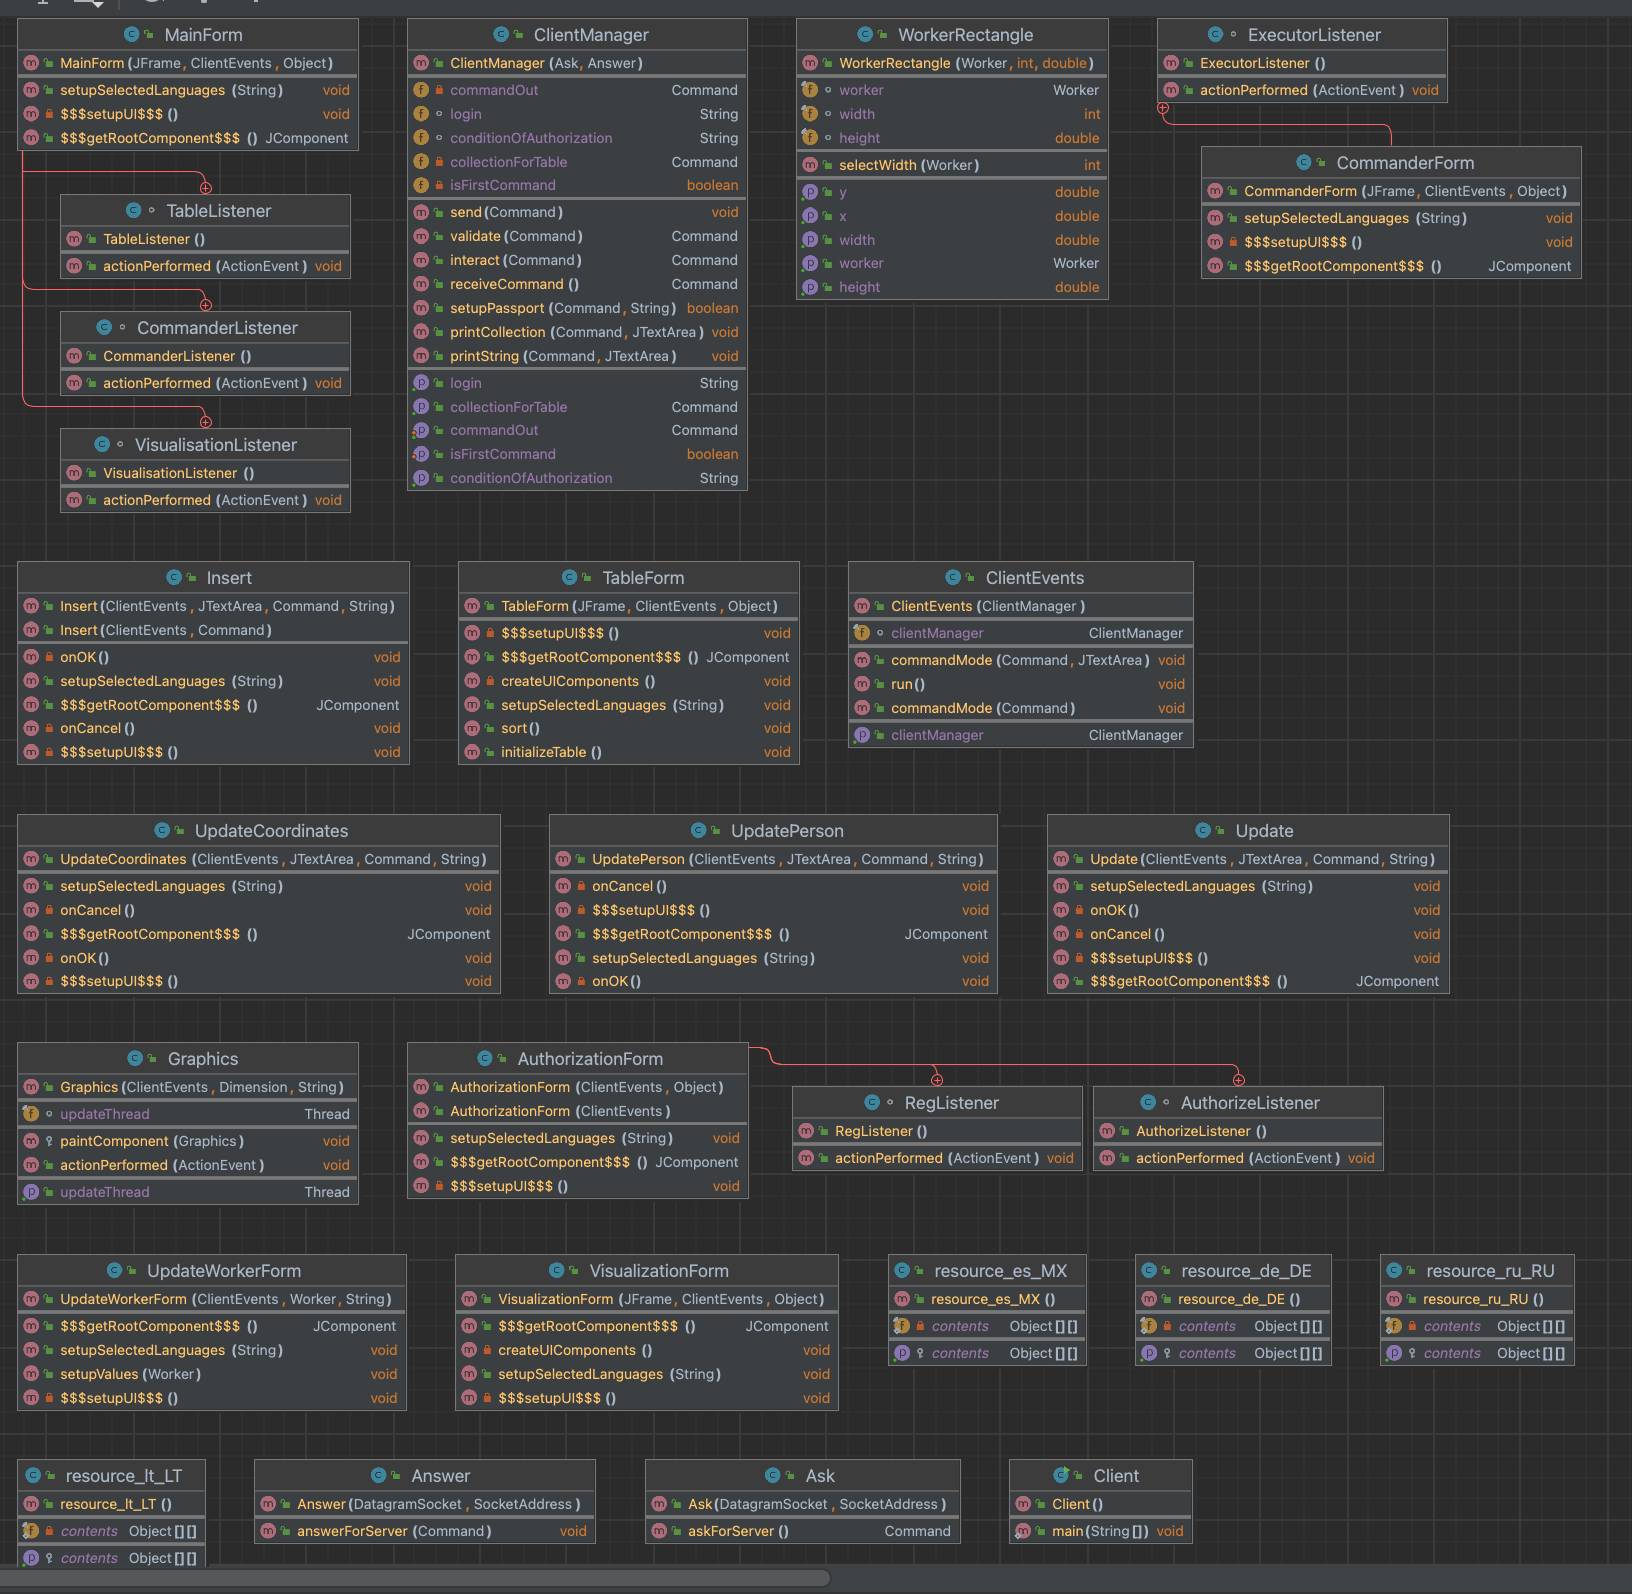 MainForm
MainForm(JFrame, ClientEvents, Object)
setupSelectedLanguages(String) void
$$$setupUI$$$() void
$$$getRootComponent$$$() JComponent
TableListener
TableListener()
actionPerformed(ActionEvent) void
CommanderListener
CommanderListener()
actionPerformed(ActionEvent) void
VisualisationListener
VisualisationListener()
actionPerformed(ActionEvent) void
ClientManager
ClientManager(Ask, Answer)
commandOut Command
login String
conditionOfAuthorization String
collectionForTable Command
isFirstCommand boolean
send(Command) void
validate(Command) Command
interact(Command) Command
receiveCommand() Command
setupPassport(Command, String) boolean
printCollection(Command, JTextArea) void
printString(Command, JTextArea) void
login String
collectionForTable Command
commandOut Command
isFirstCommand boolean
conditionOfAuthorization String
WorkerRectangle
WorkerRectangle(Worker, int, double)
worker Worker
width int
height double
selectWidth(Worker) int
y double
x double
width double
worker Worker
height double
ExecutorListener
ExecutorListener()
actionPerformed(ActionEvent) void
CommanderForm
CommanderForm(JFrame, ClientEvents, Object)
setupSelectedLanguages(String) void
$$$setupUI$$$() void
$$$getRootComponent$$$() JComponent
Insert
Insert(ClientEvents, JTextArea, Command, String)
Insert(ClientEvents, Command)
onOK() void
setupSelectedLanguages(String) void
$$$getRootComponent$$$() JComponent
onCancel() void
$$$setupUI$$$() void
TableForm
TableForm(JFrame, ClientEvents, Object)
$$$setupUI$$$() void
$$$getRootComponent$$$() JComponent
createUIComponents() void
setupSelectedLanguages(String) void
sort() void
initializeTable() void
ClientEvents
ClientEvents(ClientManager)
clientManager ClientManager
commandMode(Command, JTextArea) void
run() void
commandMode(Command) void
clientManager ClientManager
UpdateCoordinates
UpdateCoordinates(ClientEvents, JTextArea, Command, String)
setupSelectedLanguages(String) void
onCancel() void
$$$getRootComponent$$$() JComponent
onOK() void
$$$setupUI$$$() void
UpdatePerson
UpdatePerson(ClientEvents, JTextArea, Command, String)
onCancel() void
$$$setupUI$$$() void
$$$getRootComponent$$$() JComponent
setupSelectedLanguages(String) void
onOK() void
Update
Update(ClientEvents, JTextArea, Command, String)
setupSelectedLanguages(String) void
onOK() void
onCancel() void
$$$setupUI$$$() void
$$$getRootComponent$$$() JComponent
Graphics
Graphics(ClientEvents, Dimension, String)
updateThread Thread
paintComponent(Graphics) void
actionPerformed(ActionEvent) void
updateThread Thread
AuthorizationForm
AuthorizationForm(ClientEvents, Object)
AuthorizationForm(ClientEvents)
setupSelectedLanguages(String) void
$$$getRootComponent$$$() JComponent
$$$setupUI$$$() void
RegListener
RegListener()
actionPerformed(ActionEvent) void
AuthorizeListener
AuthorizeListener()
actionPerformed(ActionEvent) void
UpdateWorkerForm
UpdateWorkerForm(ClientEvents, Worker, String)
$$$getRootComponent$$$() JComponent
setupSelectedLanguages(String) void
setupValues(Worker) void
$$$setupUI$$$() void
VisualizationForm
VisualizationForm(JFrame, ClientEvents, Object)
$$$getRootComponent$$$() JComponent
createUIComponents() void
setupSelectedLanguages(String) void
$$$setupUI$$$() void
resource_es_MX
resource_es_MX()
contents Object[][]
contents Object[][]
resource_de_DE
resource_de_DE()
contents Object[][]
contents Object[][]
resource_ru_RU
resource_ru_RU()
contents Object[][]
contents Object[][]
resource_lt_LT
resource_lt_LT()
contents Object[][]
contents Object[][]
Answer
Answer(DatagramSocket, SocketAddress)
answerForServer(Command) void
Ask
Ask(DatagramSocket, SocketAddress)
askForServer() Command
Client
Client()
main(String[]) void